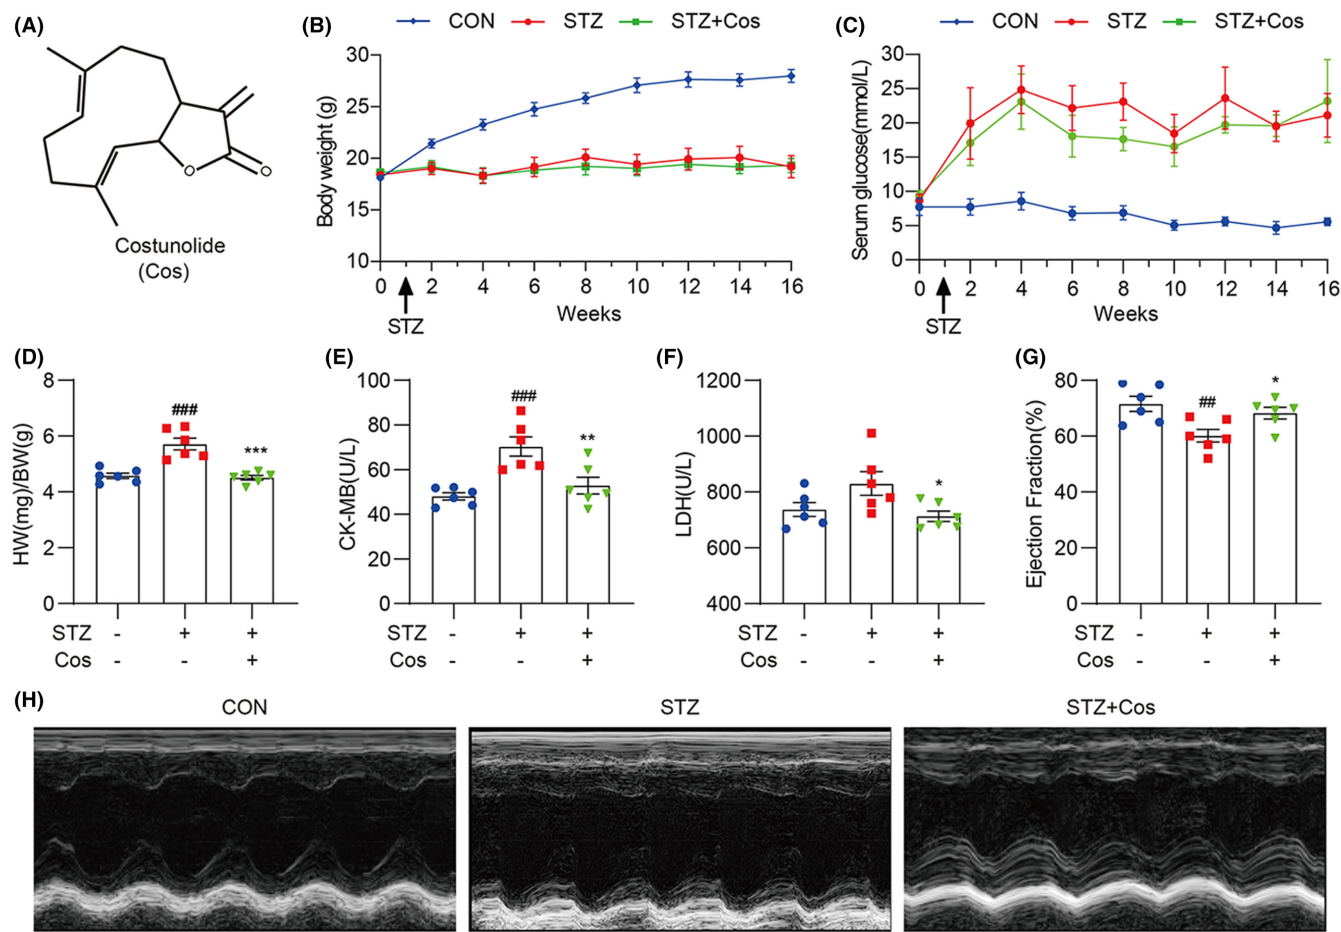 (A)
O
O
Costunolide
(Cos)
(B)
CON STZ STZ+Cos
Body weight (g)
30
25
20
15
10
0 2 4 6 8 10 12 14 16
STZ
Weeks
(C)
CON STZ STZ+Cos
Serum glucose(mmol/L)
30
25
20
15
10
5
0
0 2 4 6 8 10 12 14 16
STZ
Weeks
(D)
HW(mg)/BW(g)
8
6
4
2
0
###
***
STZ - + +
Cos - - +
(E)
CK-MB(U/L)
100
80
60
40
20
0
###
**
STZ - + +
Cos - - +
(F)
LDH(U/L)
1200
1000
800
600
400
*
STZ - + +
Cos - - +
(G)
Ejection Fraction(%)
80
60
40
20
0
##
*
STZ - + +
Cos - - +
(H)
CON STZ STZ+Cos